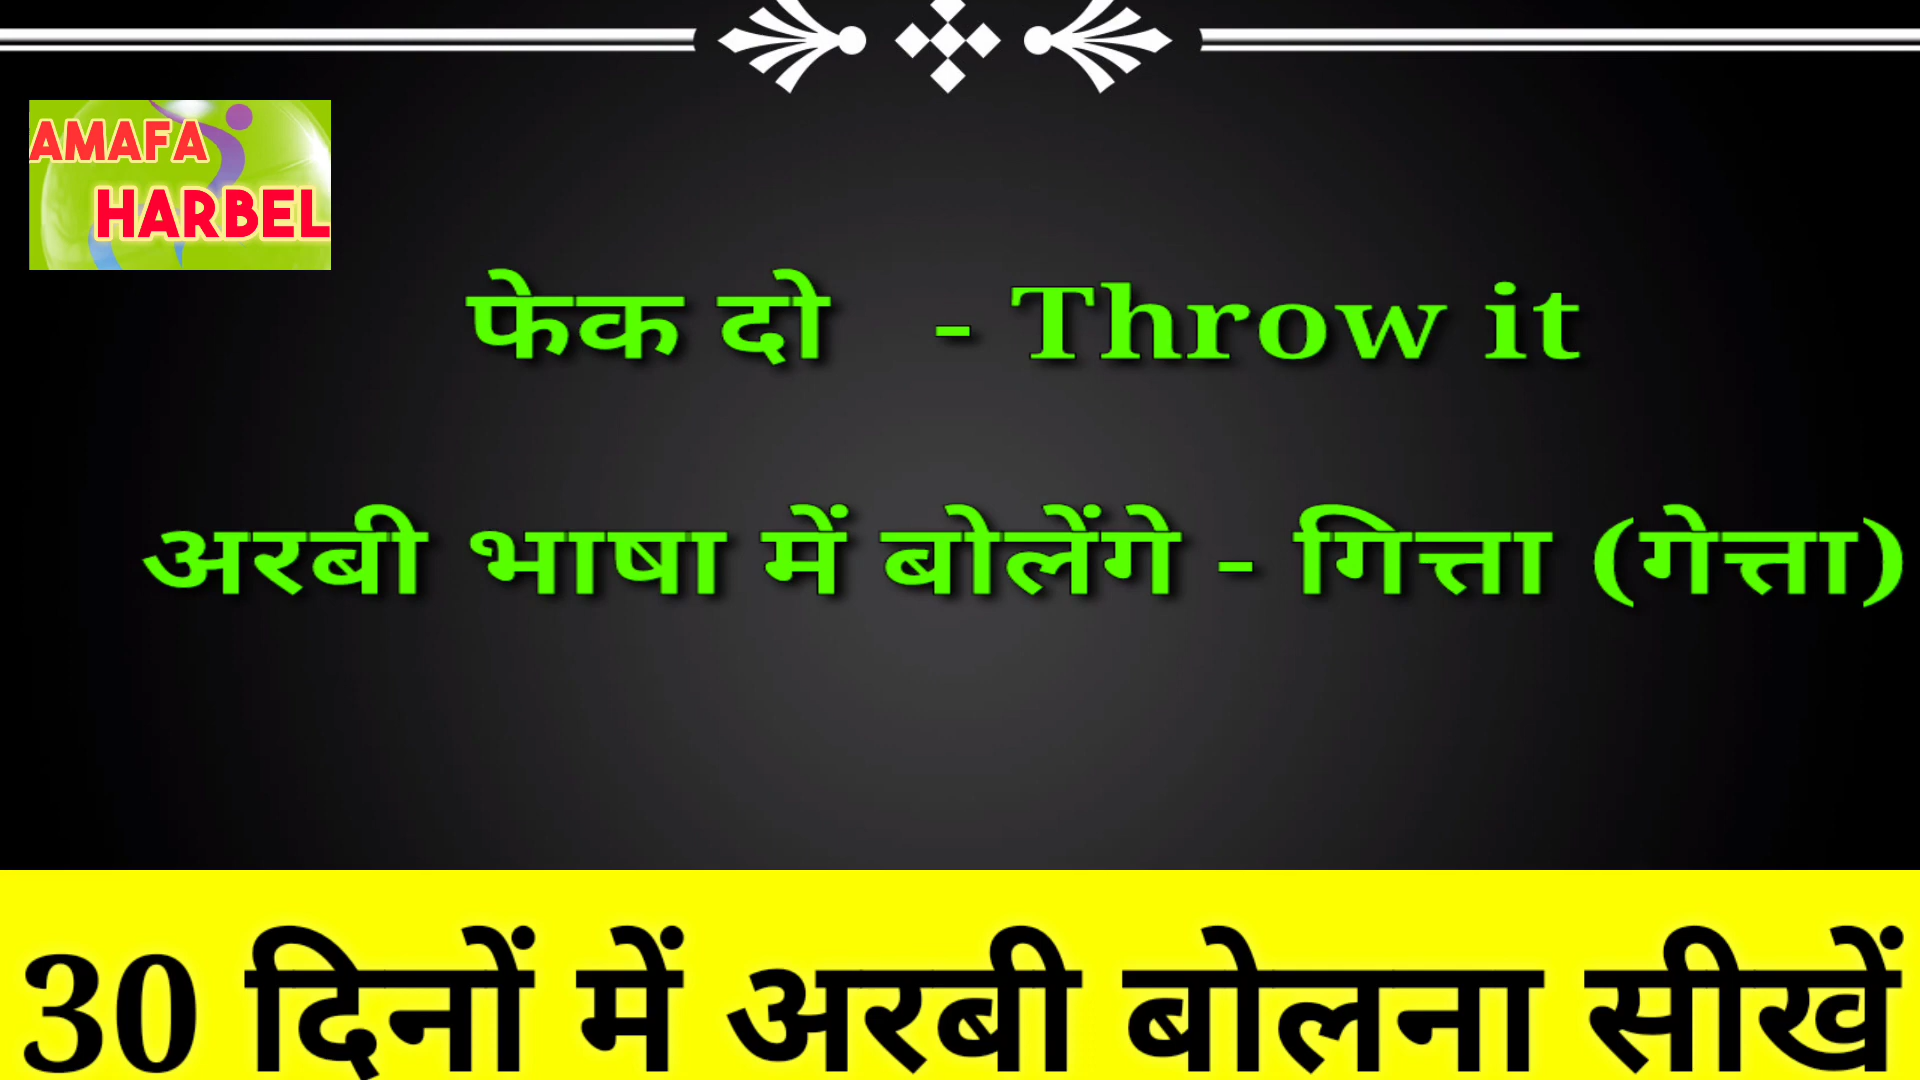 AMAFA
HARBEL
फेक दो - Throw it
अरबी भाषा में बोलेंगे - गित्ता (गेत्ता)
30 दिनों में अरबी बोलना सीखें